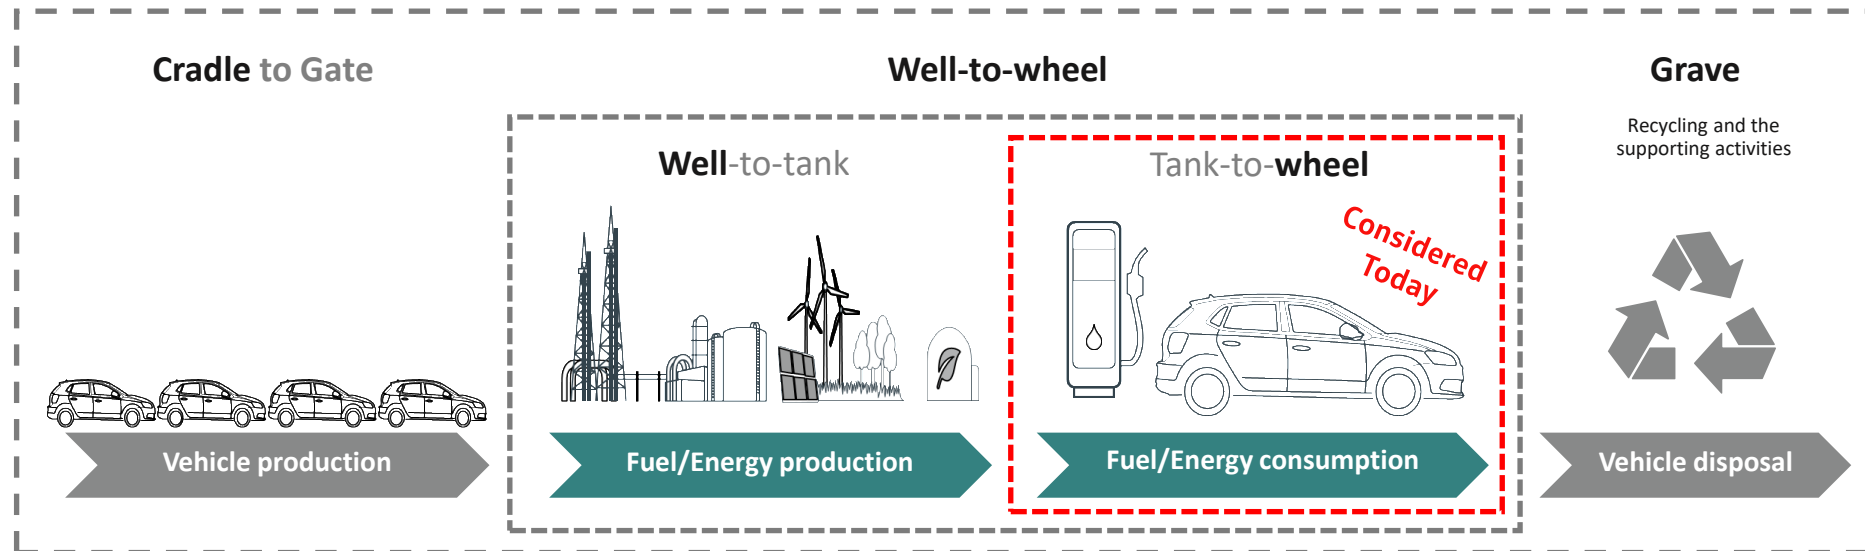 Cradle to Gate
Well-to-wheel
Grave
Recycling and the
supporting activities
Well-to-tank
Tank-to-wheel
Considered
Today
Vehicle production
Fuel/Energy production
Fuel/Energy consumption
Vehicle disposal